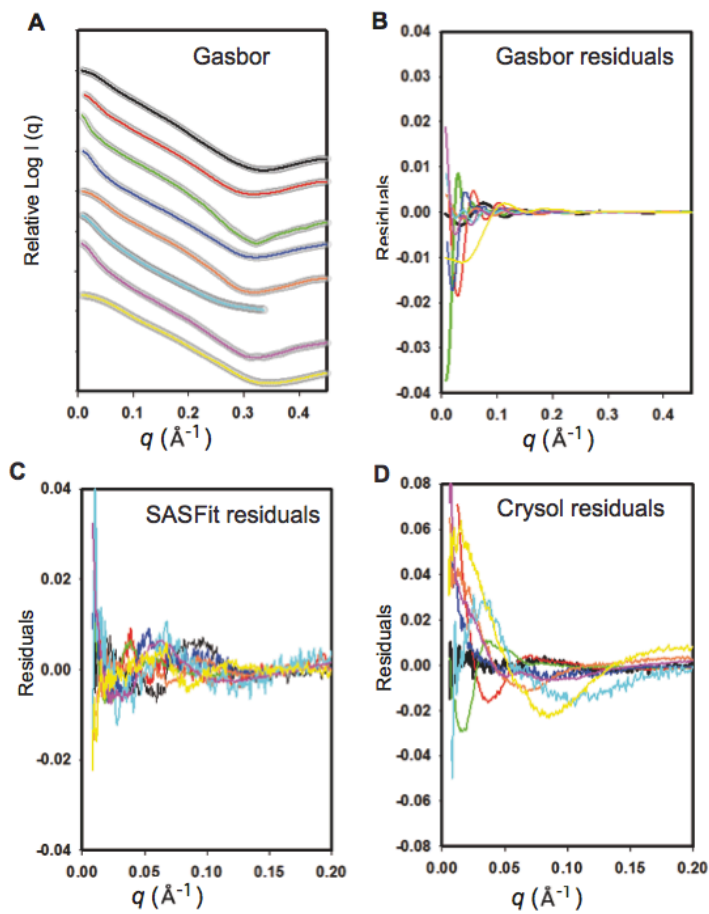 A
Gasbor
Relative Log I (q)
0.0 0.1 0.2 0.3 0.4
q (Å-1)
B
Gasbor residuals
Residuals
0.04
0.03
0.02
0.01
0.00
-0.01
-0.02
-0.03
-0.04
0.0 0.1 0.2 0.3 0.4
q (Å-1)
C
SASFit residuals
Residuals
0.04
0.02
0.00
-0.02
-0.04
0.00 0.05 0.10 0.15 0.20
q (Å-1)
D
Crysol residuals
Residuals
0.08
0.06
0.04
0.02
0.00
-0.02
-0.04
-0.06
-0.08
0.00 0.05 0.10 0.15 0.20
q (Å-1)